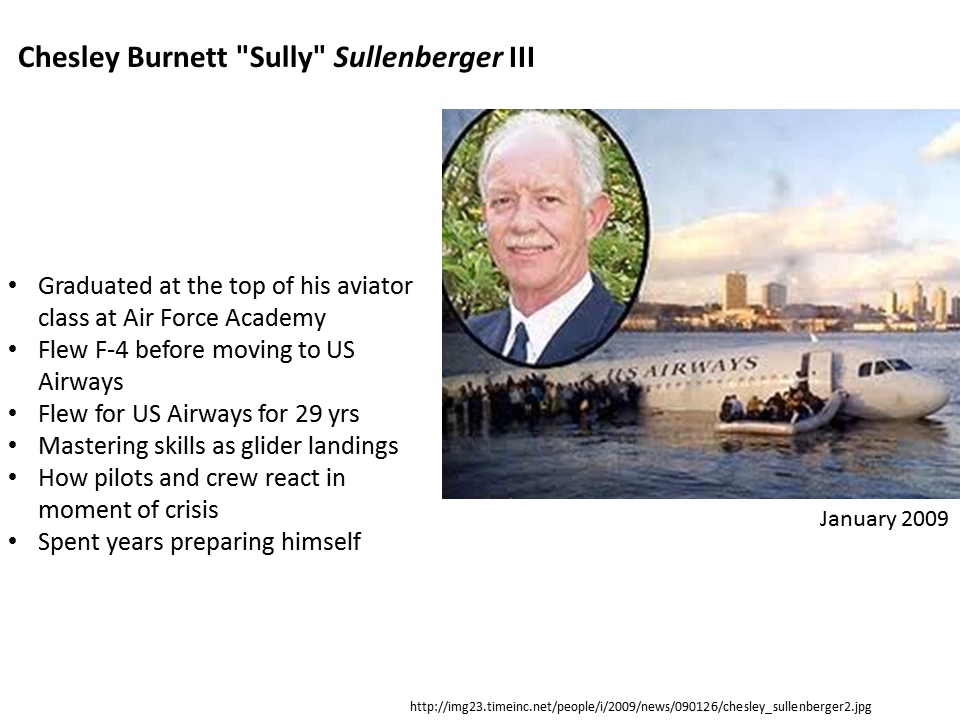 Chesley Burnett "Sully" Sullenberger III
• Graduated at the top of his aviator
class at Air Force Academy
• Flew F-4 before moving to US
Airways
• Flew for US Airways for 29 yrs
• Mastering skills as glider landings
• How pilots and crew react in
moment of crisis
• Spent years preparing himself
US AIRWAYS
January 2009
http://img23.timeinc.net/people/i/2009/news/090126/chesley_sullenberger2.jpg